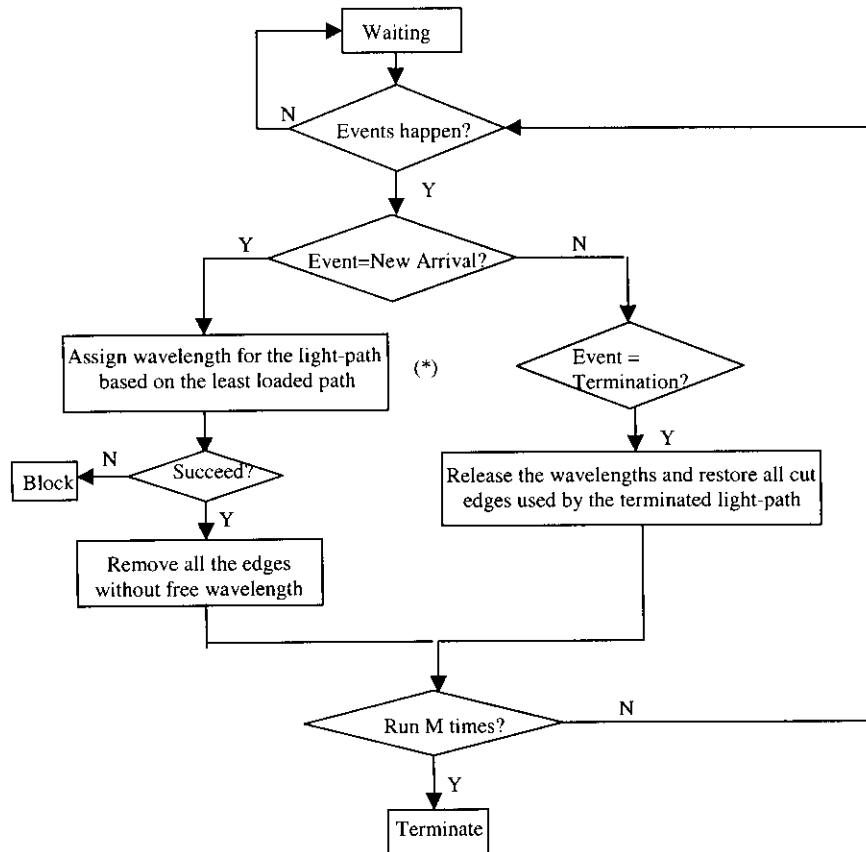 Waiting
N
Events happen?
Y
Y
N
Event=New Arrival?
Assign wavelength for the light-path
based on the least loaded path
(*)
Event =
Termination?
N
Succeed?
Y
Block
Release the wavelengths and restore all cut
edges used by the terminated light-path
Y
Remove all the edges
without free wavelength
Run M times?
N
Y
Terminate